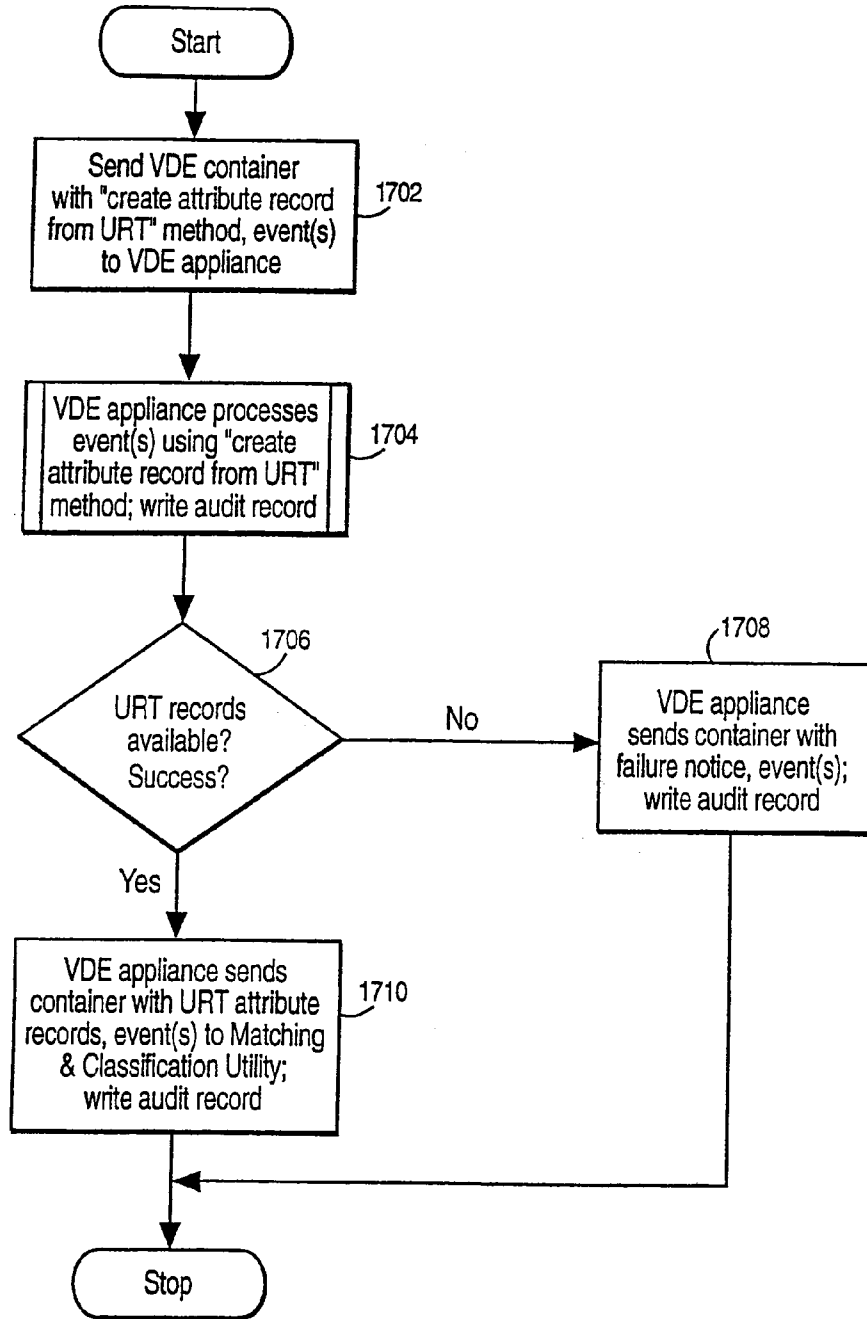 Start
Send VDE container
with "create attribute record
from URT" method, event(s)
to VDE appliance
1702
VDE appliance processes
event(s) using "create
attribute record from URT"
method; write audit record
1704
1706
URT records
available?
Success?
No
1708
VDE appliance
sends container with
failure notice, event(s);
write audit record
Yes
VDE appliance sends
container with URT attribute
records, event(s) to Matching
& Classification Utility;
write audit record
1710
Stop